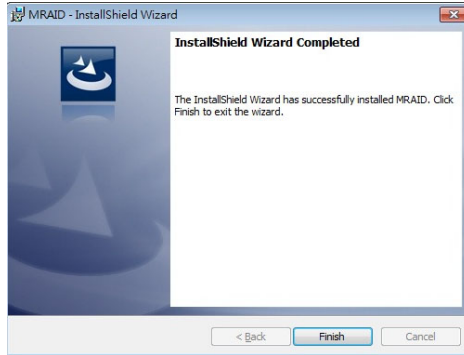 MRAID - InstallShield Wizard
InstallShield Wizard Completed
The InstallShield Wizard has successfully installed MRAID. Click
Finish to exit the wizard.
< Back
Finish
Cancel